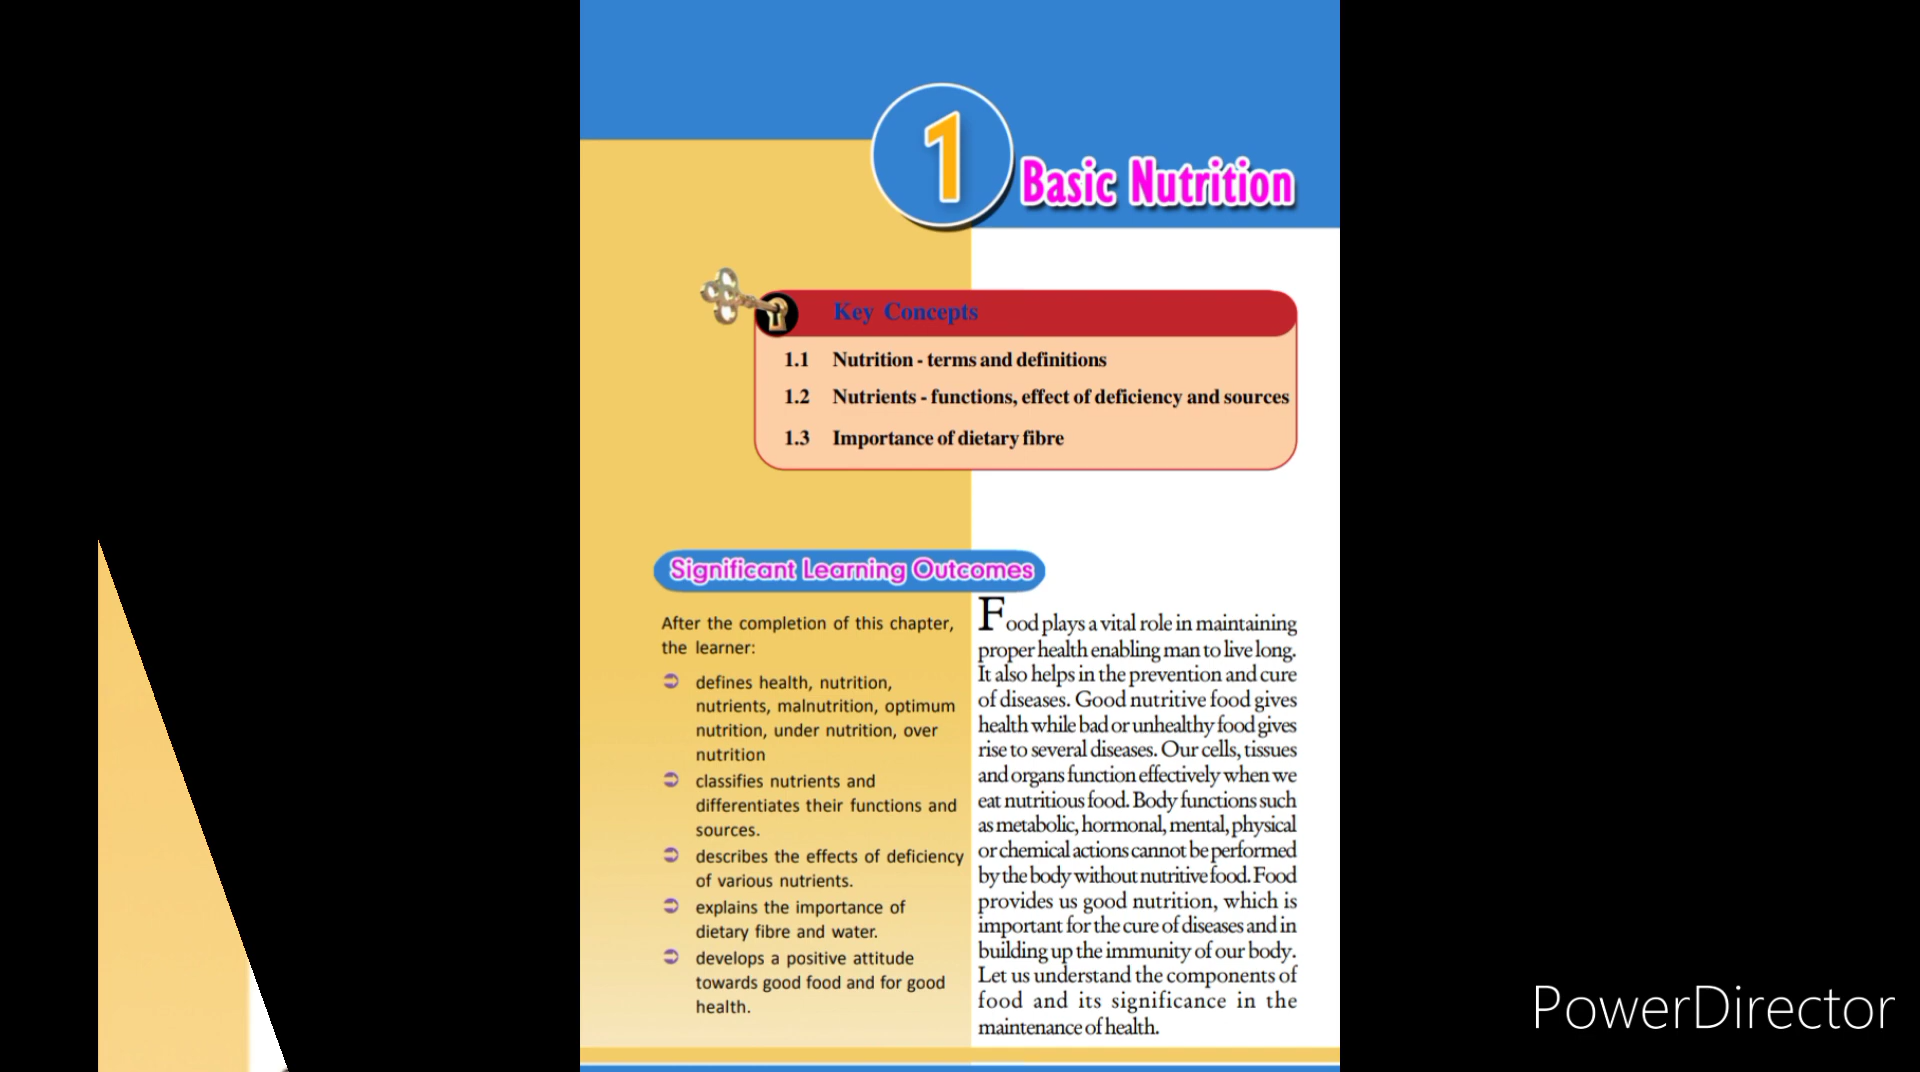 1
Basic Nutrition
Key Concepts
1.1 Nutrition - terms and definitions
1.2 Nutrients - functions, effect of deficiency and sources
1.3 Importance of dietary fibre
Significant Learning Outcomes
After the completion of this chapter,
the learner:
defines health, nutrition,
nutrients, malnutrition, optimum
nutrition, under nutrition, over
nutrition
classifies nutrients and
differentiates their functions and
sources.
describes the effects of deficiency
of various nutrients.
explains the importance of
dietary fibre and water.
develops a positive attitude
towards good food and for good
health.
Food plays a vital role in maintaining
proper health enabling man to live long.
It also helps in the prevention and cure
of diseases. Good nutritive food gives
health while bad or unhealthy food gives
rise to several diseases. Our cells, tissues
and organs function effectively when we
eat nutritious food. Body functions such
as metabolic, hormonal, mental, physical
or chemical actions cannot be performed
by the body without nutritive food. Food
provides us good nutrition, which is
important for the cure of diseases and in
building up the immunity of our body.
Let us understand the components of
food and its significance in the
maintenance of health.
PowerDirector